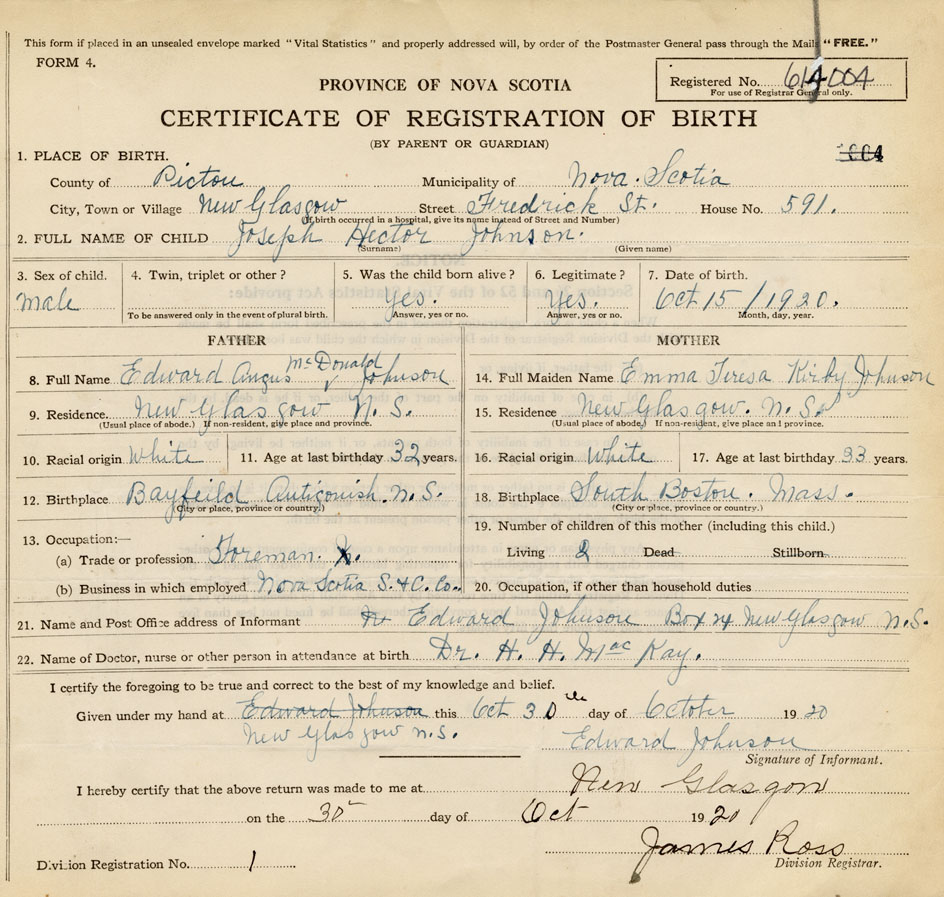 This form if placed in an unsealed envelope marked "Vital Statistics" and properly addressed will, by order of the Postmaster General pass through the Mails "FREE."
FORM 4.
PROVINCE OF NOVA SCOTIA
Registered No. 614004
For use of Registrar General only.
CERTIFICATE OF REGISTRATION OF BIRTH
(BY PARENT OR GUARDIAN)
1. PLACE OF BIRTH.
County of Pictou Municipality of Nova Scotia
City, Town or Village New Glasgow Street Fredrick St. House No. 591.
(If birth occurred in a hospital, give its name instead of Street and Number)
2. FULL NAME OF CHILD Joseph Hector Johnson.
(Surname) (Given name)
3. Sex of child. 4. Twin, triplet or other? 5. Was the child born alive? 6. Legitimate? 7. Date of birth.
male Yes. Yes. Oct 15 / 1920.
To be answered only in the event of plural birth. Answer, yes or no. Answer, yes or no. Month, day, year.
FATHER MOTHER
8. Full Name Edward Angus McDonald Johnson 14. Full Maiden Name Emma Teresa Kirby Johnson
9. Residence. New Glasgow N.S. 15. Residence New Glasgow. N.S.
(Usual place of abode.) If non-resident, give place and province. (Usual place of abode.) If non-resident, give place and province.
10. Racial origin White 11. Age at last birthday 32 years. 16. Racial origin White 17. Age at last birthday 33 years.
12. Birthplace Bayfeild Antigonish. N.S. 18. Birthplace South Boston. Mass.
(City or place, province or country.) (City or place, province or country.)
13. Occupation:— 19. Number of children of this mother (including this child.)
(a) Trade or profession Foreman. Living 2 Dead Stillborn
(b) Business in which employed Nova Scotia S. & C. Co. 20. Occupation, if other than household duties
21. Name and Post Office address of Informant Edward Johnson Box New Glasgow N.S.
22. Name of Doctor, nurse or other person in attendance at birth Dr. H. H. MacKay.
I certify the foregoing to be true and correct to the best of my knowledge and belief.
Given under my hand at Edward Johnson this Oct 30th day of October 1920
New Glasgow N.S. Edward Johnson
Signature of Informant.
I hereby certify that the above return was made to me at New Glasgow
on the 30 day of Oct 1920
James Ross
Division Registration No. 1 Division Registrar.